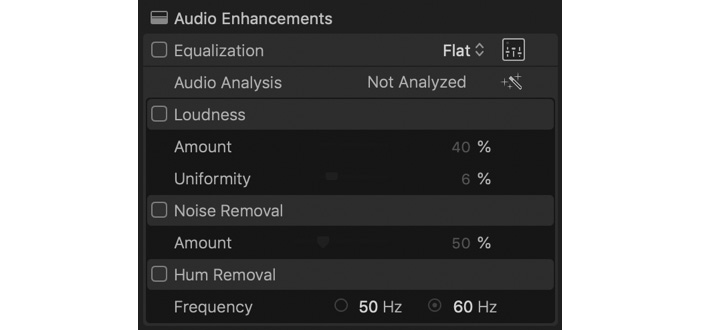 Audio Enhancements
Equalization Flat
Audio Analysis Not Analyzed
Loudness
Amount 40 %
Uniformity 6 %
Noise Removal
Amount 50 %
Hum Removal
Frequency 50 Hz 60 Hz